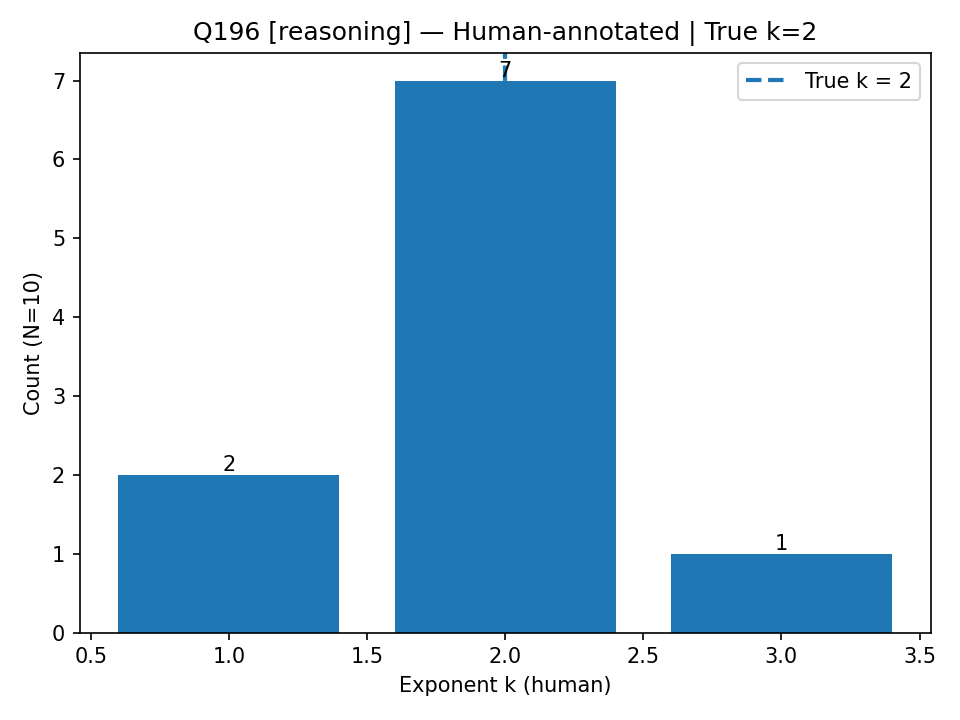 Q196 [reasoning] — Human-annotated | True k=2
True k = 2
Count (N=10)
7
6
5
4
3
2
1
0
2
7
1
0.5 1.0 1.5 2.0 2.5 3.0 3.5
Exponent k (human)